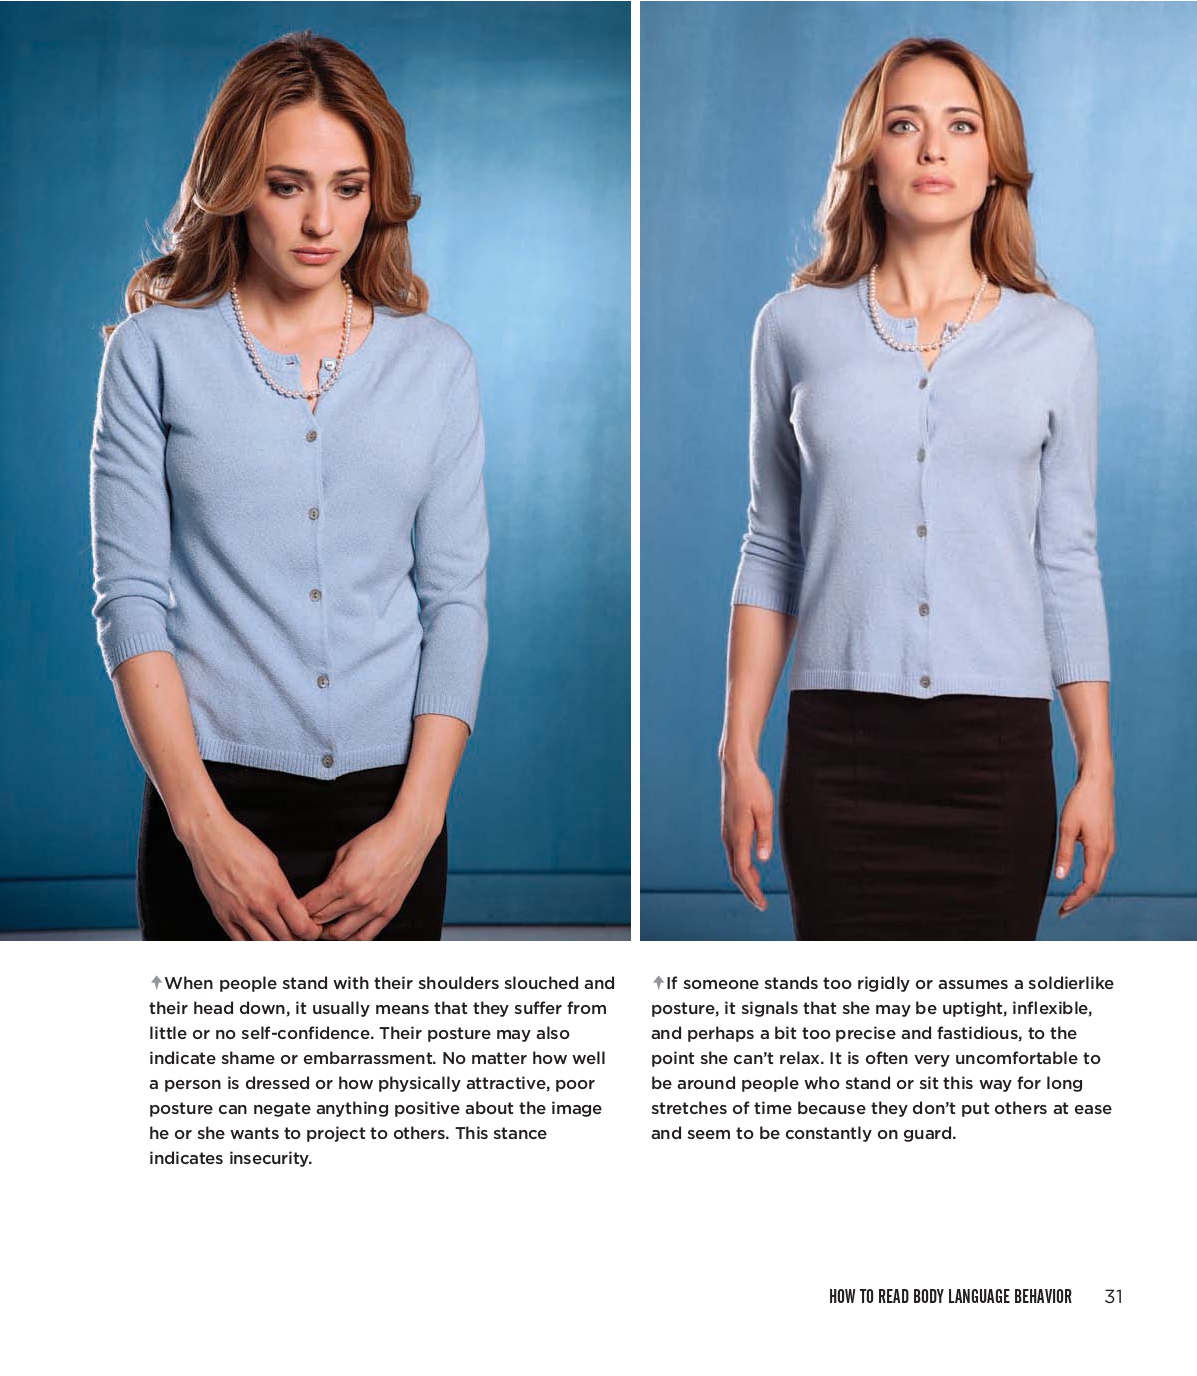 When people stand with their shoulders slouched and
their head down, it usually means that they suffer from
little or no self-confidence. Their posture may also
indicate shame or embarrassment. No matter how well
a person is dressed or how physically attractive, poor
posture can negate anything positive about the image
he or she wants to project to others. This stance
indicates insecurity.
If someone stands too rigidly or assumes a soldierlike
posture, it signals that she may be uptight, inflexible,
and perhaps a bit too precise and fastidious, to the
point she can’t relax. It is often very uncomfortable to
be around people who stand or sit this way for long
stretches of time because they don’t put others at ease
and seem to be constantly on guard.
HOW TO READ BODY LANGUAGE BEHAVIOR 31